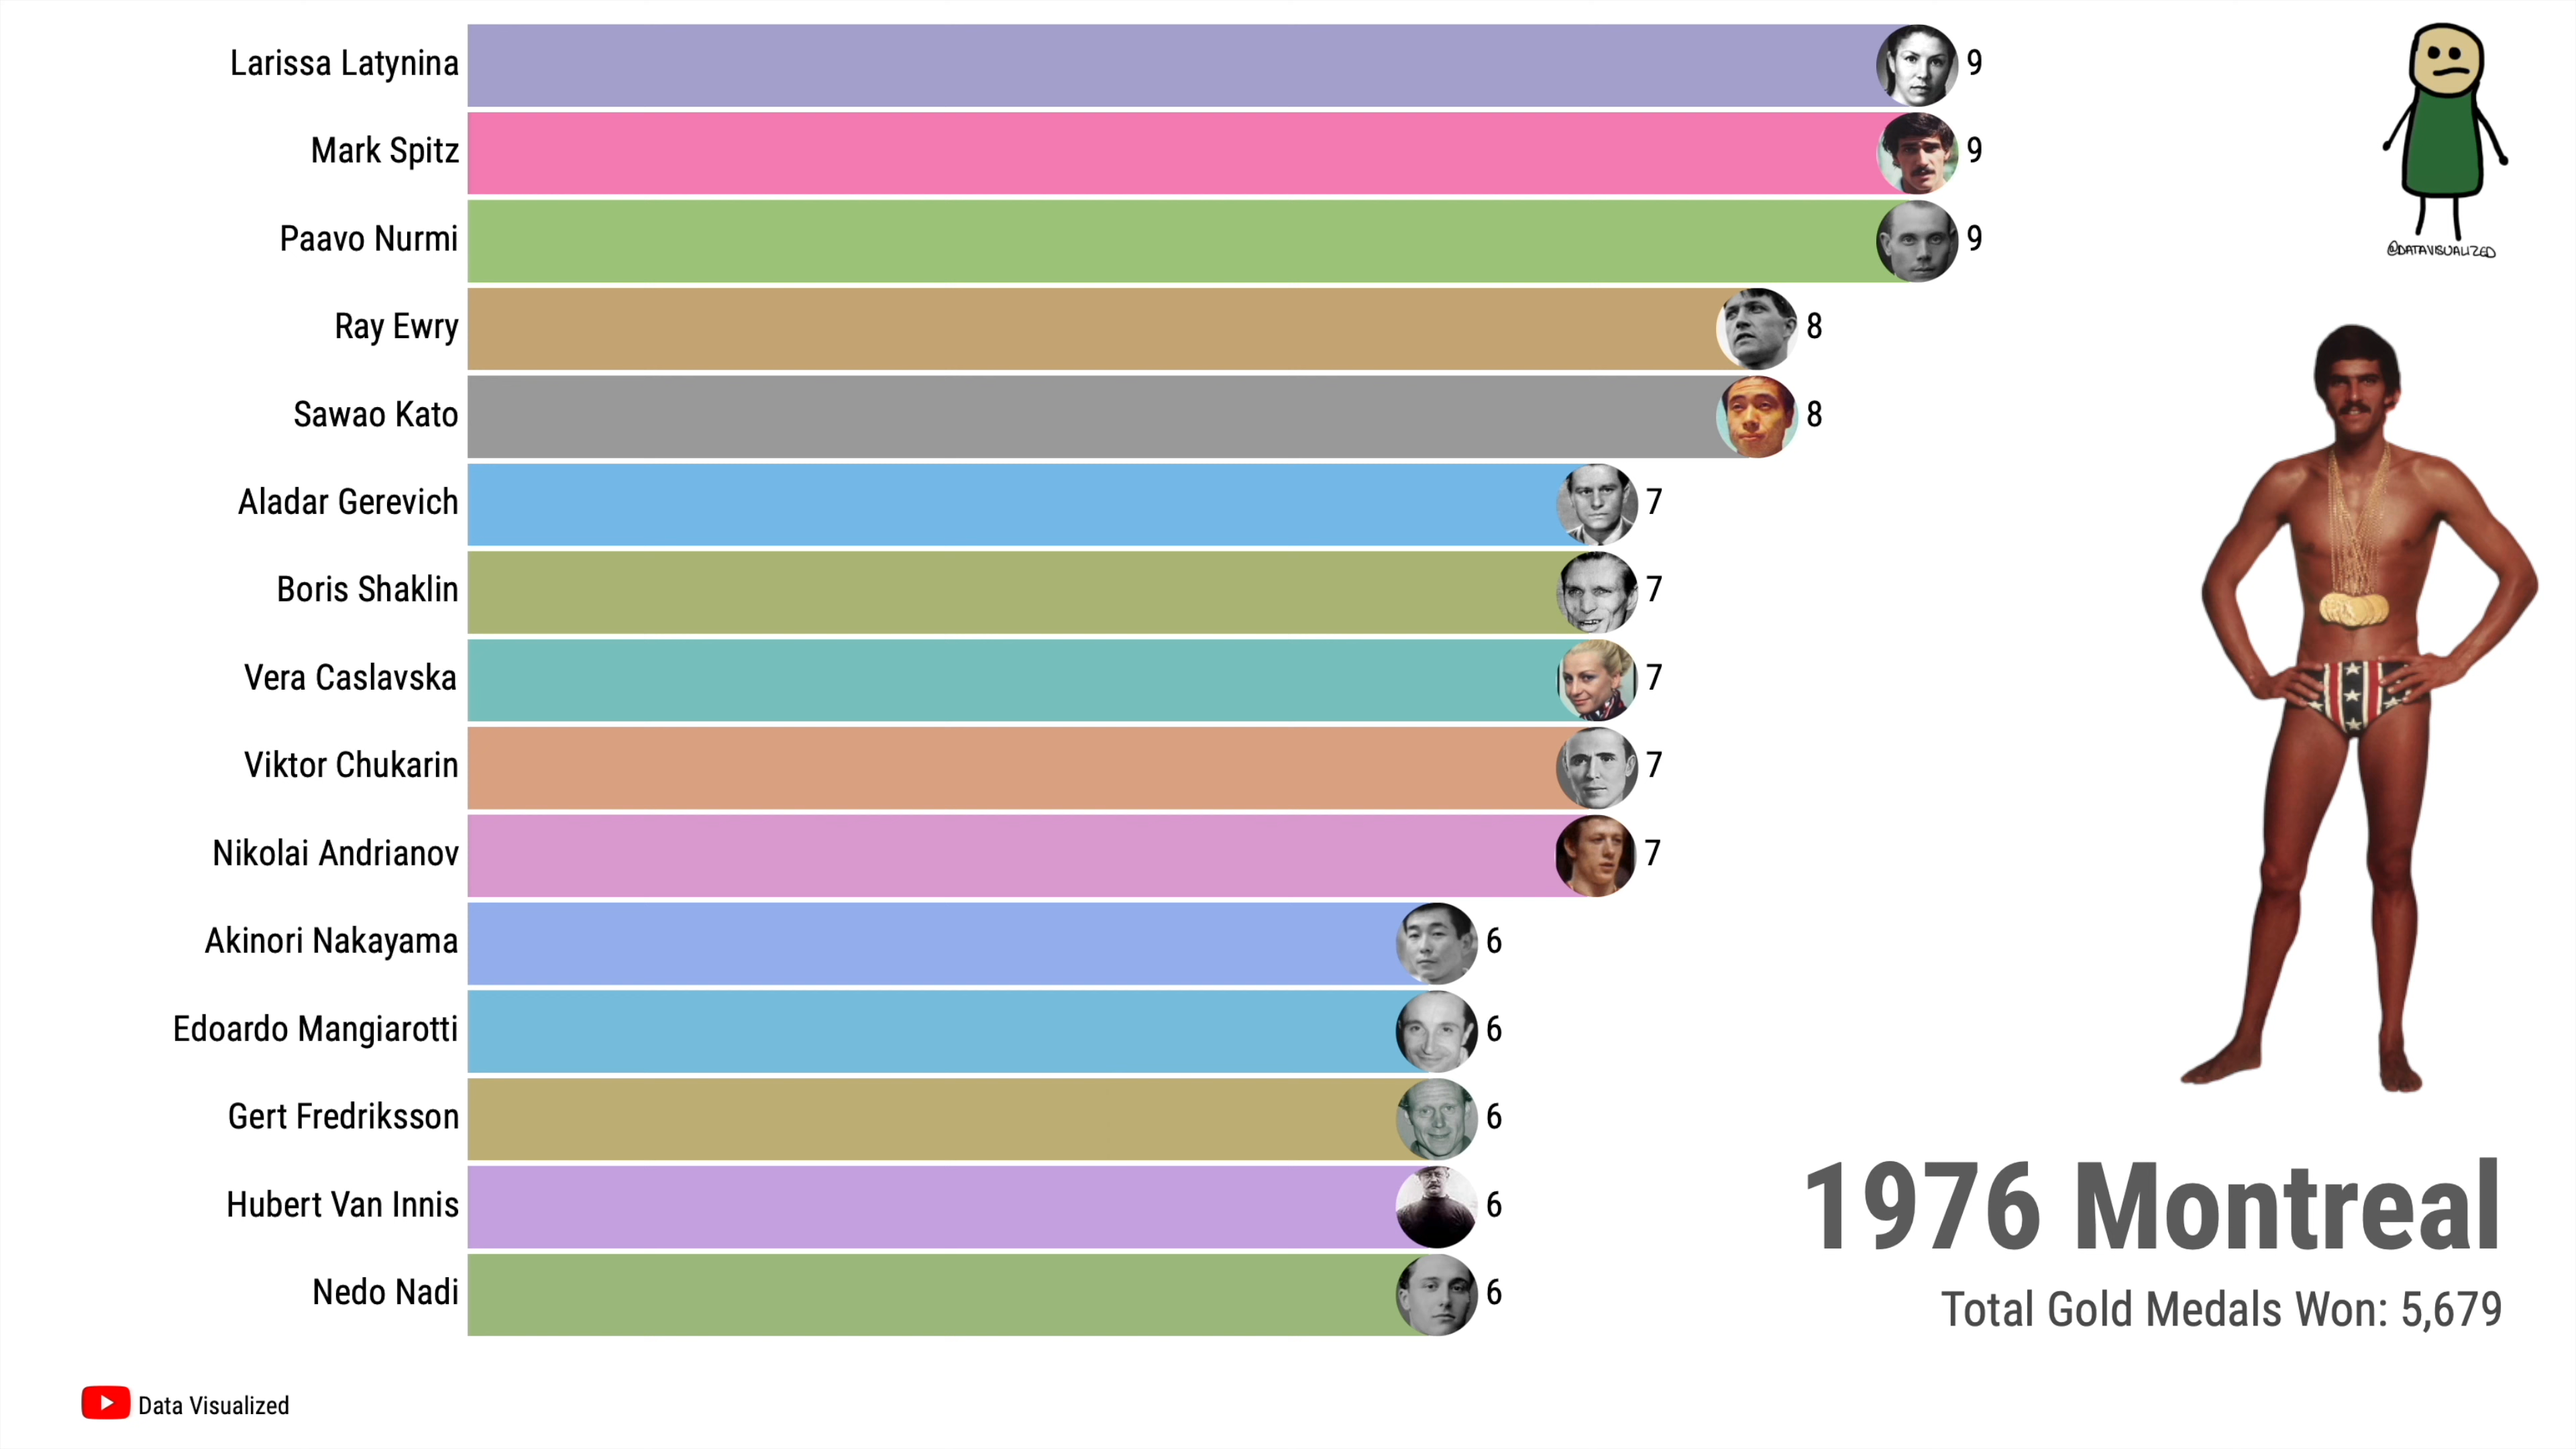 Larissa Latynina 9
Mark Spitz 9
Paavo Nurmi 9
Ray Ewry 8
Sawao Kato 8
Aladar Gerevich 7
Boris Shaklin 7
Vera Caslavska 7
Viktor Chukarin 7
Nikolai Andrianov 7
Akinori Nakayama 6
Edoardo Mangiarotti 6
Gert Fredriksson 6
Hubert Van Innis 6
Nedo Nadi 6
@DATAVISUALIZED
1976 Montreal
Total Gold Medals Won: 5,679
Data Visualized